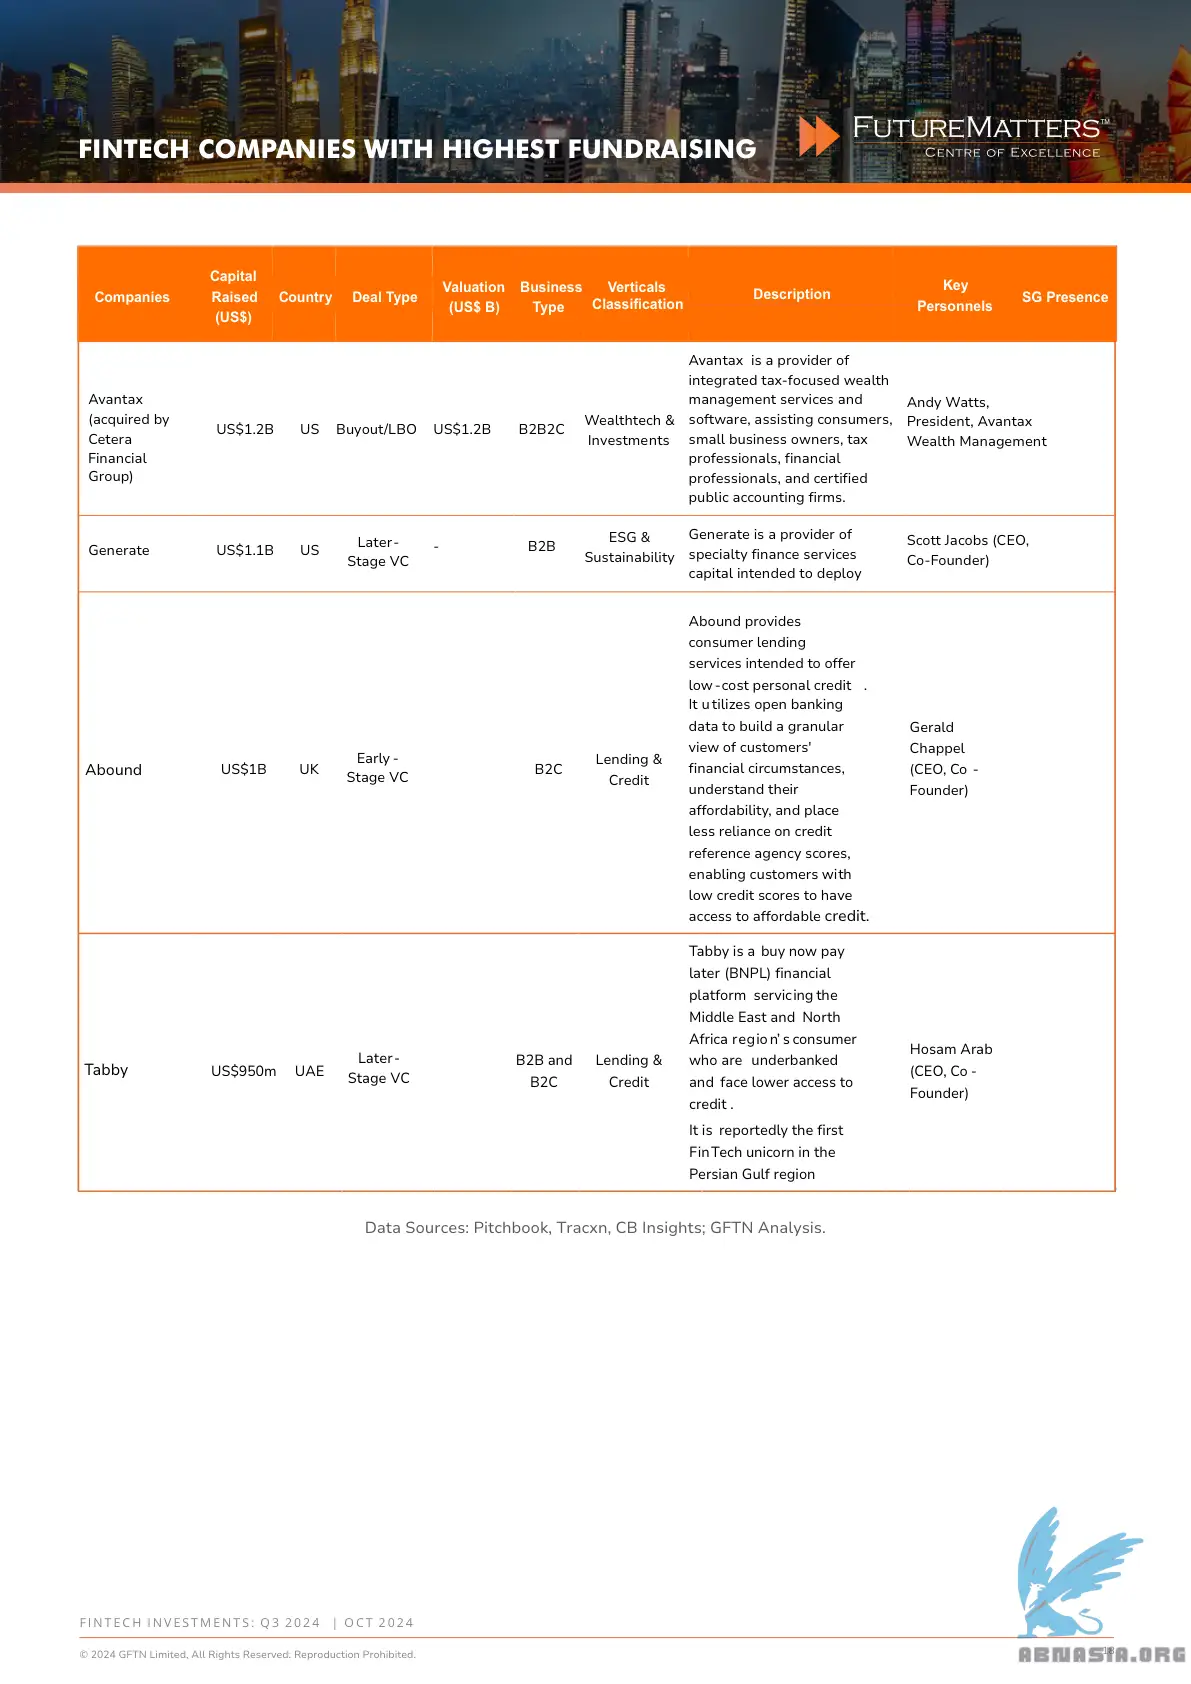 FINTECH COMPANIES WITH HIGHEST FUNDRAISING
FUTUREMATTERS™
CENTRE OF EXCELLENCE
Companies
Capital
Raised
(US$)
Country
Deal Type
Valuation
(US$ B)
Business
Type
Verticals
Classification
Description
Key
Personnels
SG Presence
Avantax
(acquired by
Cetera
Financial
Group)
US$1.2B
US
Buyout/LBO
US$1.2B
B2B2C
Wealthtech &
Investments
Avantax is a provider of
integrated tax-focused wealth
management services and
software, assisting consumers,
small business owners, tax
professionals, financial
professionals, and certified
public accounting firms.
Andy Watts,
President, Avantax
Wealth Management
Generate
US$1.1B
US
Later-
Stage VC
-
B2B
ESG &
Sustainability
Generate is a provider of
specialty finance services
capital intended to deploy
Scott Jacobs (CEO,
Co-Founder)
Abound
US$1B
UK
Early -
Stage VC
B2C
Lending &
Credit
Abound provides
consumer lending
services intended to offer
low -cost personal credit .
It utilizes open banking
data to build a granular
view of customers'
financial circumstances,
understand their
affordability, and place
less reliance on credit
reference agency scores,
enabling customers with
low credit scores to have
access to affordable credit.
Gerald
Chappel
(CEO, Co -
Founder)
Tabby
US$950m
UAE
Later-
Stage VC
B2B and
B2C
Lending &
Credit
Tabby is a buy now pay
later (BNPL) financial
platform servicing the
Middle East and North
Africa region's consumer
who are underbanked
and face lower access to
credit .
It is reportedly the first
FinTech unicorn in the
Persian Gulf region
Hosam Arab
(CEO, Co -
Founder)
Data Sources: Pitchbook, Tracxn, CB Insights; GFTN Analysis.
FINTECH INVESTMENTS: Q3 2024 | OCT 2024
© 2024 GFTN Limited, All Rights Reserved. Reproduction Prohibited.
ABNASIA.ORG